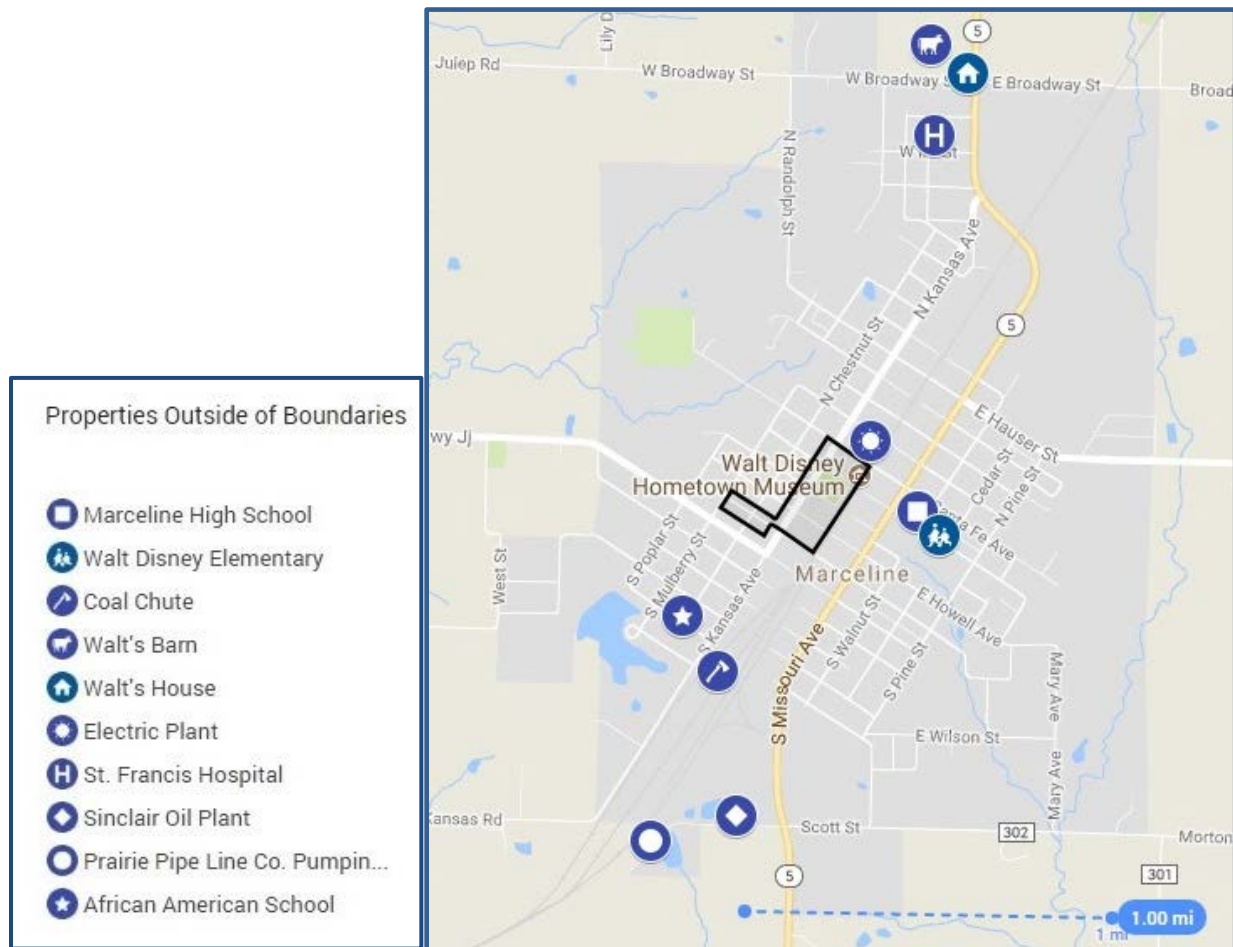 Properties Outside of Boundaries
Marceline High School
Walt Disney Elementary
Coal Chute
Walt's Barn
Walt's House
Electric Plant
St. Francis Hospital
Sinclair Oil Plant
Prairie Pipe Line Co. Pumpin...
African American School
Lily D
5
Julep Rd
W Broadway St
W Broadway S
E Broadway St
Broad
H
N Randolph St
N Kansas Ave
5
N Chestnut St
E Hauser St
wy Jj
Walt Disney
Hometown Museum
Cedar St
N Pine St
Santa Fe Ave
S Poplar St
West St
S Mulberry St
Marceline
S Kansas Ave
E Howell Ave
S Walnut St
S Pine St
S Missouri Ave
Mary Ave
E Wilson St
Mary Ave
Kansas Rd
Scott St
302
Morton
5
301
1.00 mi
1 mi